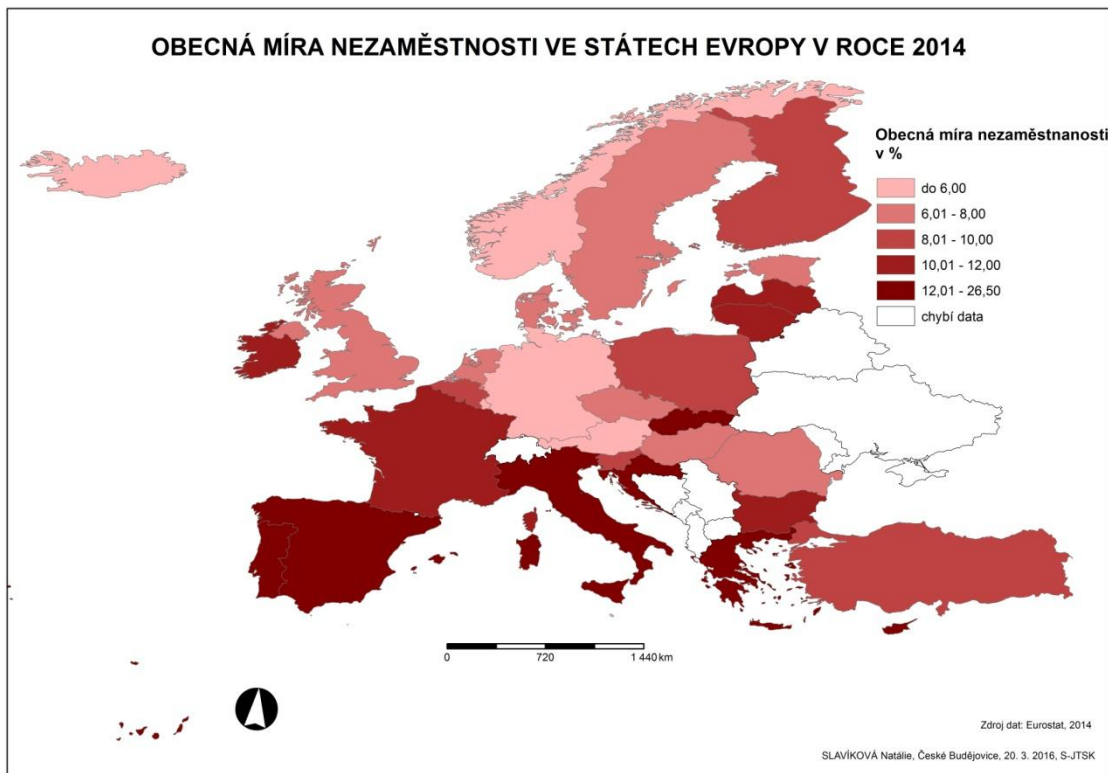 OBECNÁ MÍRA NEZAMĚSTNOSTI VE STÁTECH EVROPY V ROCE 2014
Obecná míra nezaměstnanosti
v %
do 6,00
6,01 - 8,00
8,01 - 10,00
10,01 - 12,00
12,01 - 26,50
chybí data
0 720 1 440 km
Zdroj dat: Eurostat, 2014
SLAVÍKOVÁ Natálie, České Budějovice, 20. 3. 2016, S-JTSK